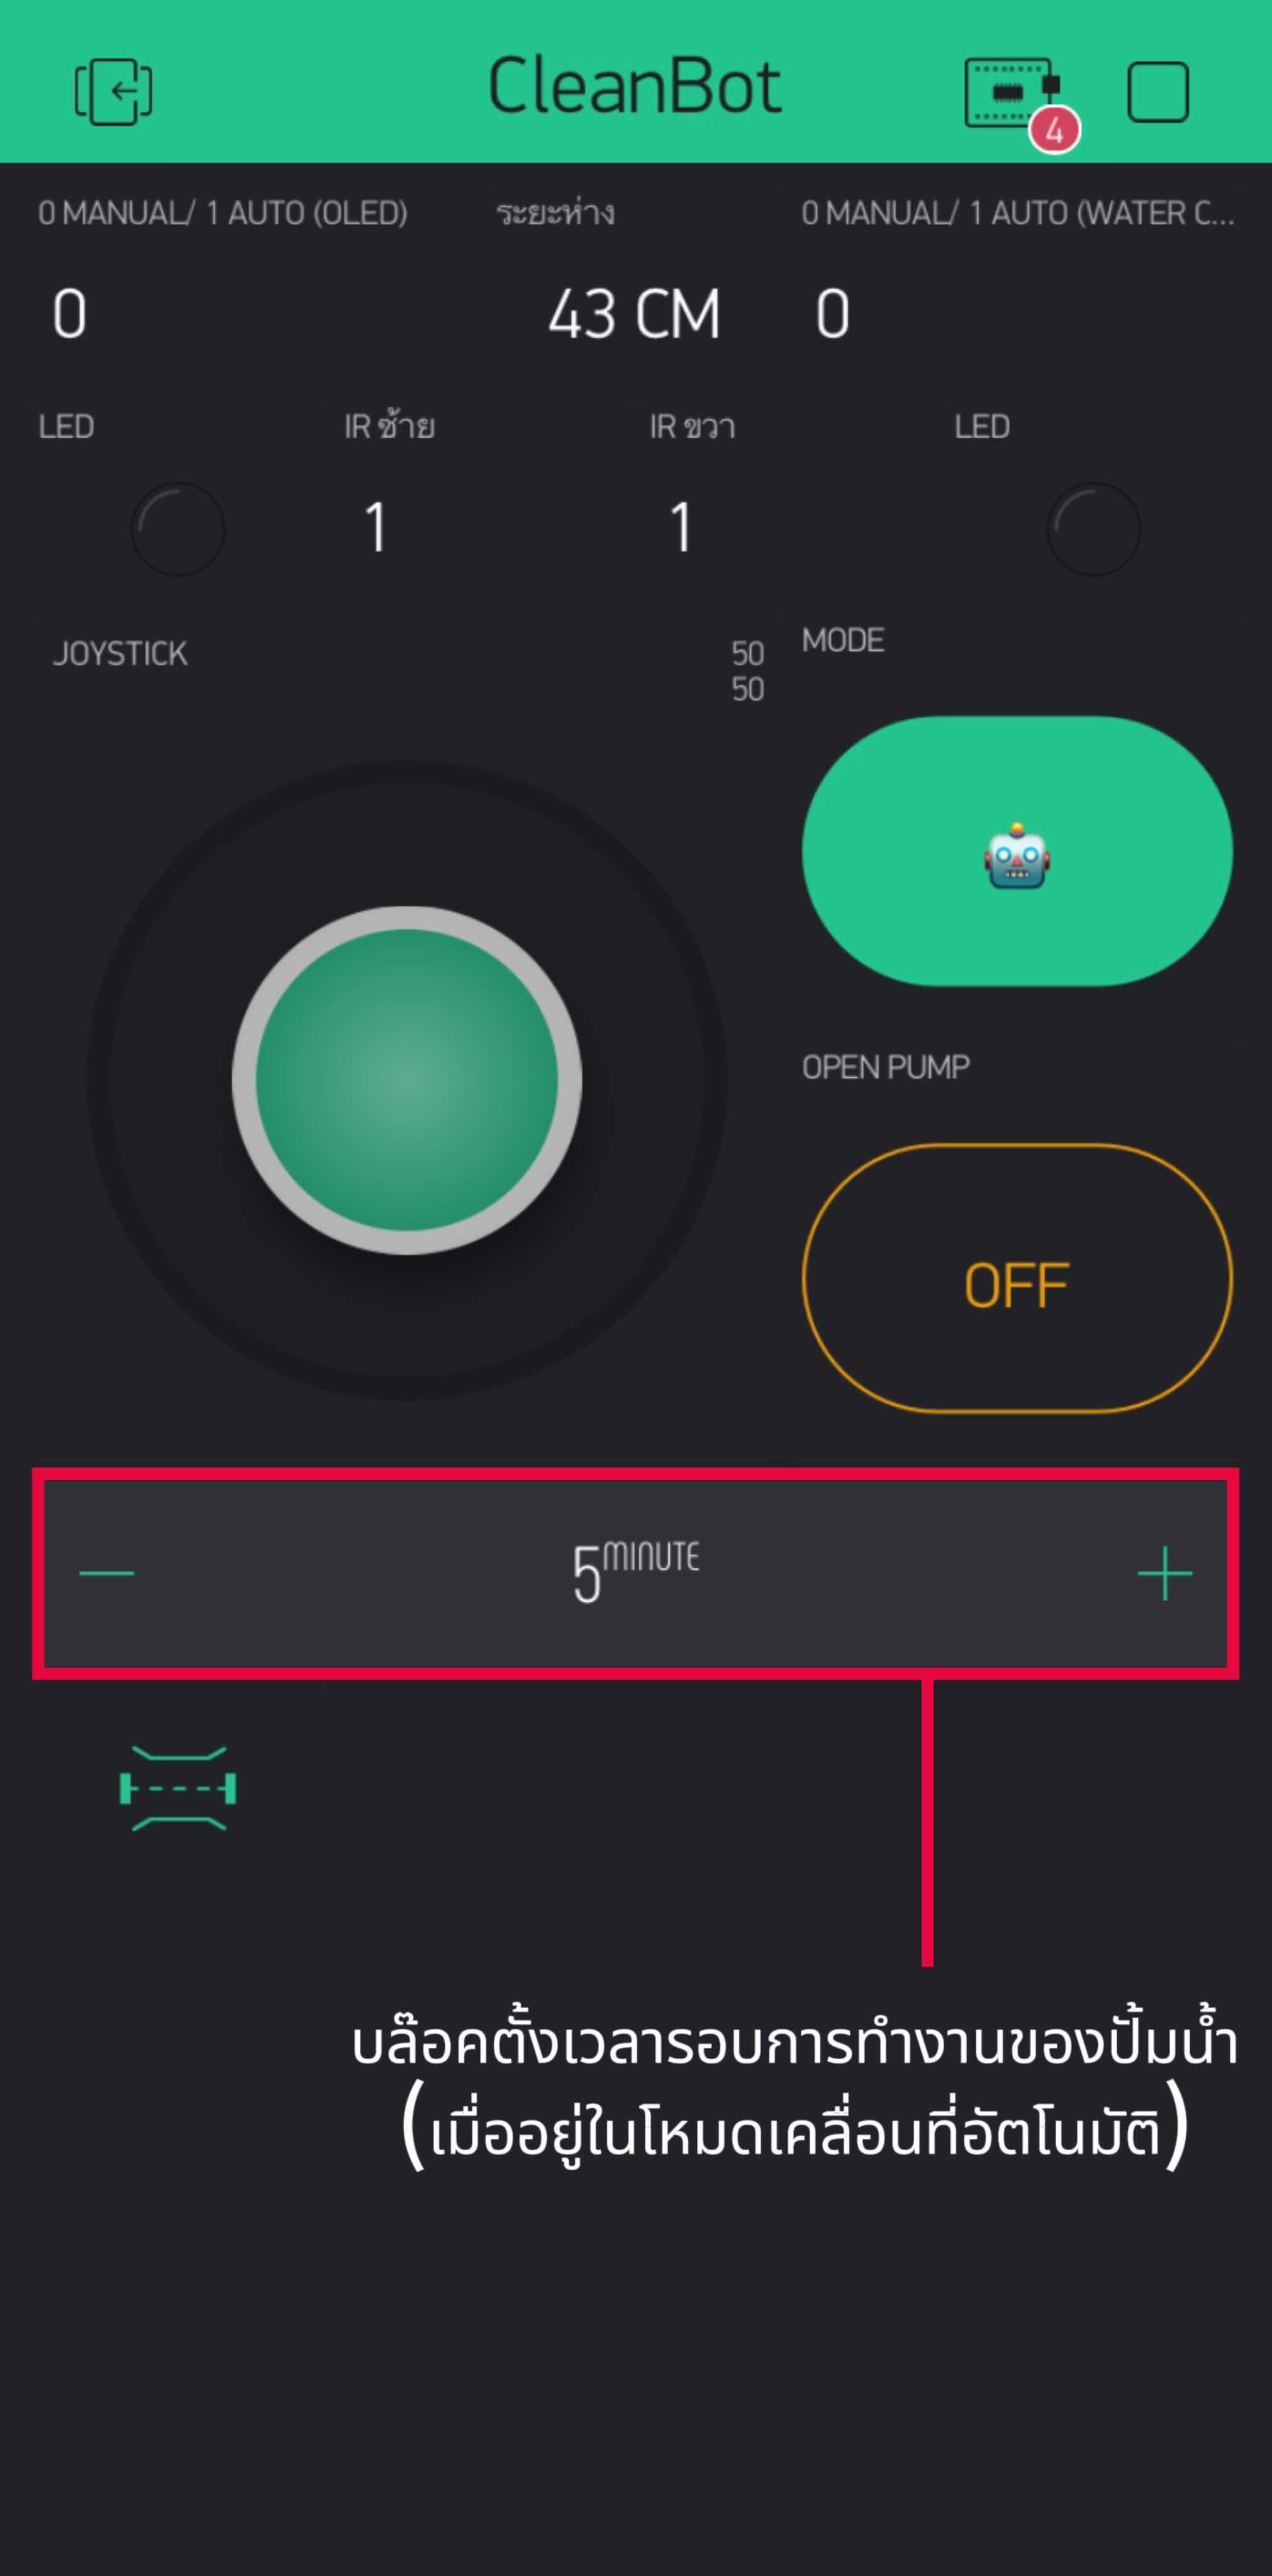 CleanBot
4
0 MANUAL/ 1 AUTO (OLED)
ระยะห่าง
0 MANUAL/ 1 AUTO (WATER C...
0
43 CM
0
LED
IR ซ้าย
IR ขวา
LED
1
1
JOYSTICK
50
50
MODE
OPEN PUMP
OFF
5 MINUTE
บล๊อคตั้งเวลารอบการทำงานของปั้มน้ำ
(เมื่ออยู่ในโหมดเคลื่อนที่อัตโนมัติ)